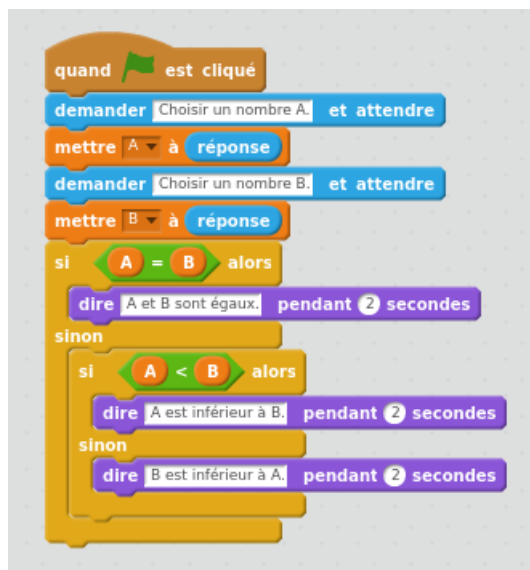 quand est cliqué
demander Choisir un nombre A. et attendre
mettre A à réponse
demander Choisir un nombre B. et attendre
mettre B à réponse
si A = B alors
dire A et B sont égaux. pendant 2 secondes
sinon
si A < B alors
dire A est inférieur à B. pendant 2 secondes
sinon
dire B est inférieur à A. pendant 2 secondes